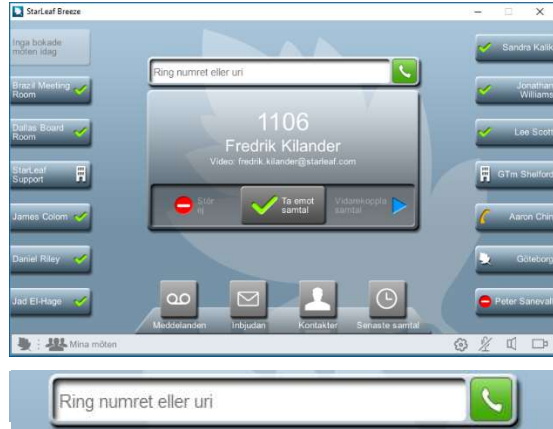 StarLeaf Breeze
Inga bokade
möten idag
Brazil Meeting
Room
Dallas Board
Room
StarLeaf
Support
James Colom
Daniel Riley
Jad El-Hage
Ring numret eller uri
1106
Fredrik Kilander
Video: fredrik.kilander@starleaf.com
Stör
ej
Ta emot
samtal
Vidarekoppla
samtal
Meddelanden
Inbjudan
Kontakter
Senaste samtal
Sandra Kalik
Jonathan
Williams
Lee Scott
GTm Shelford
Aaron Chin
Göteborg
Peter Sanevall
Mina möten
Ring numret eller uri